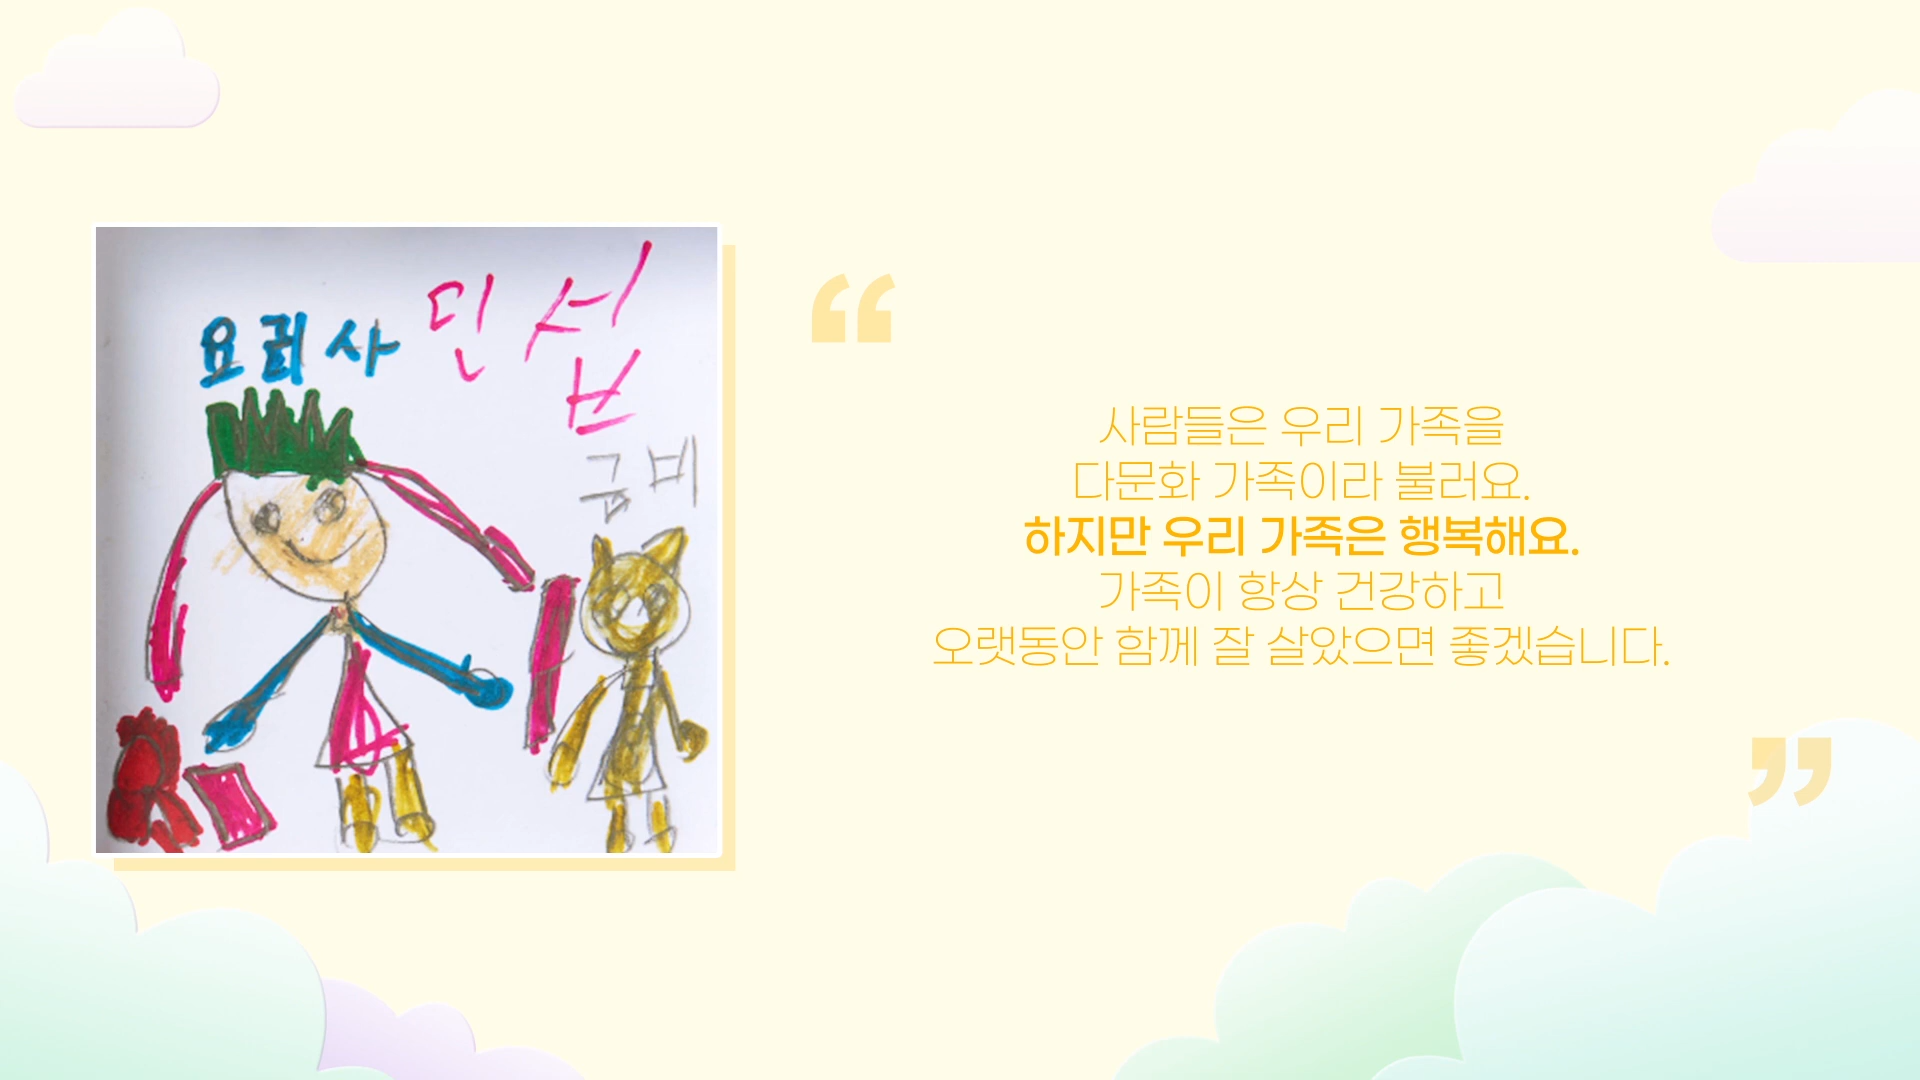 요리사 민섭
금비
“
사람들은 우리 가족을
다문화 가족이라 불러요.
하지만 우리 가족은 행복해요.
가족이 항상 건강하고
오랫동안 함께 잘 살았으면 좋겠습니다.
”